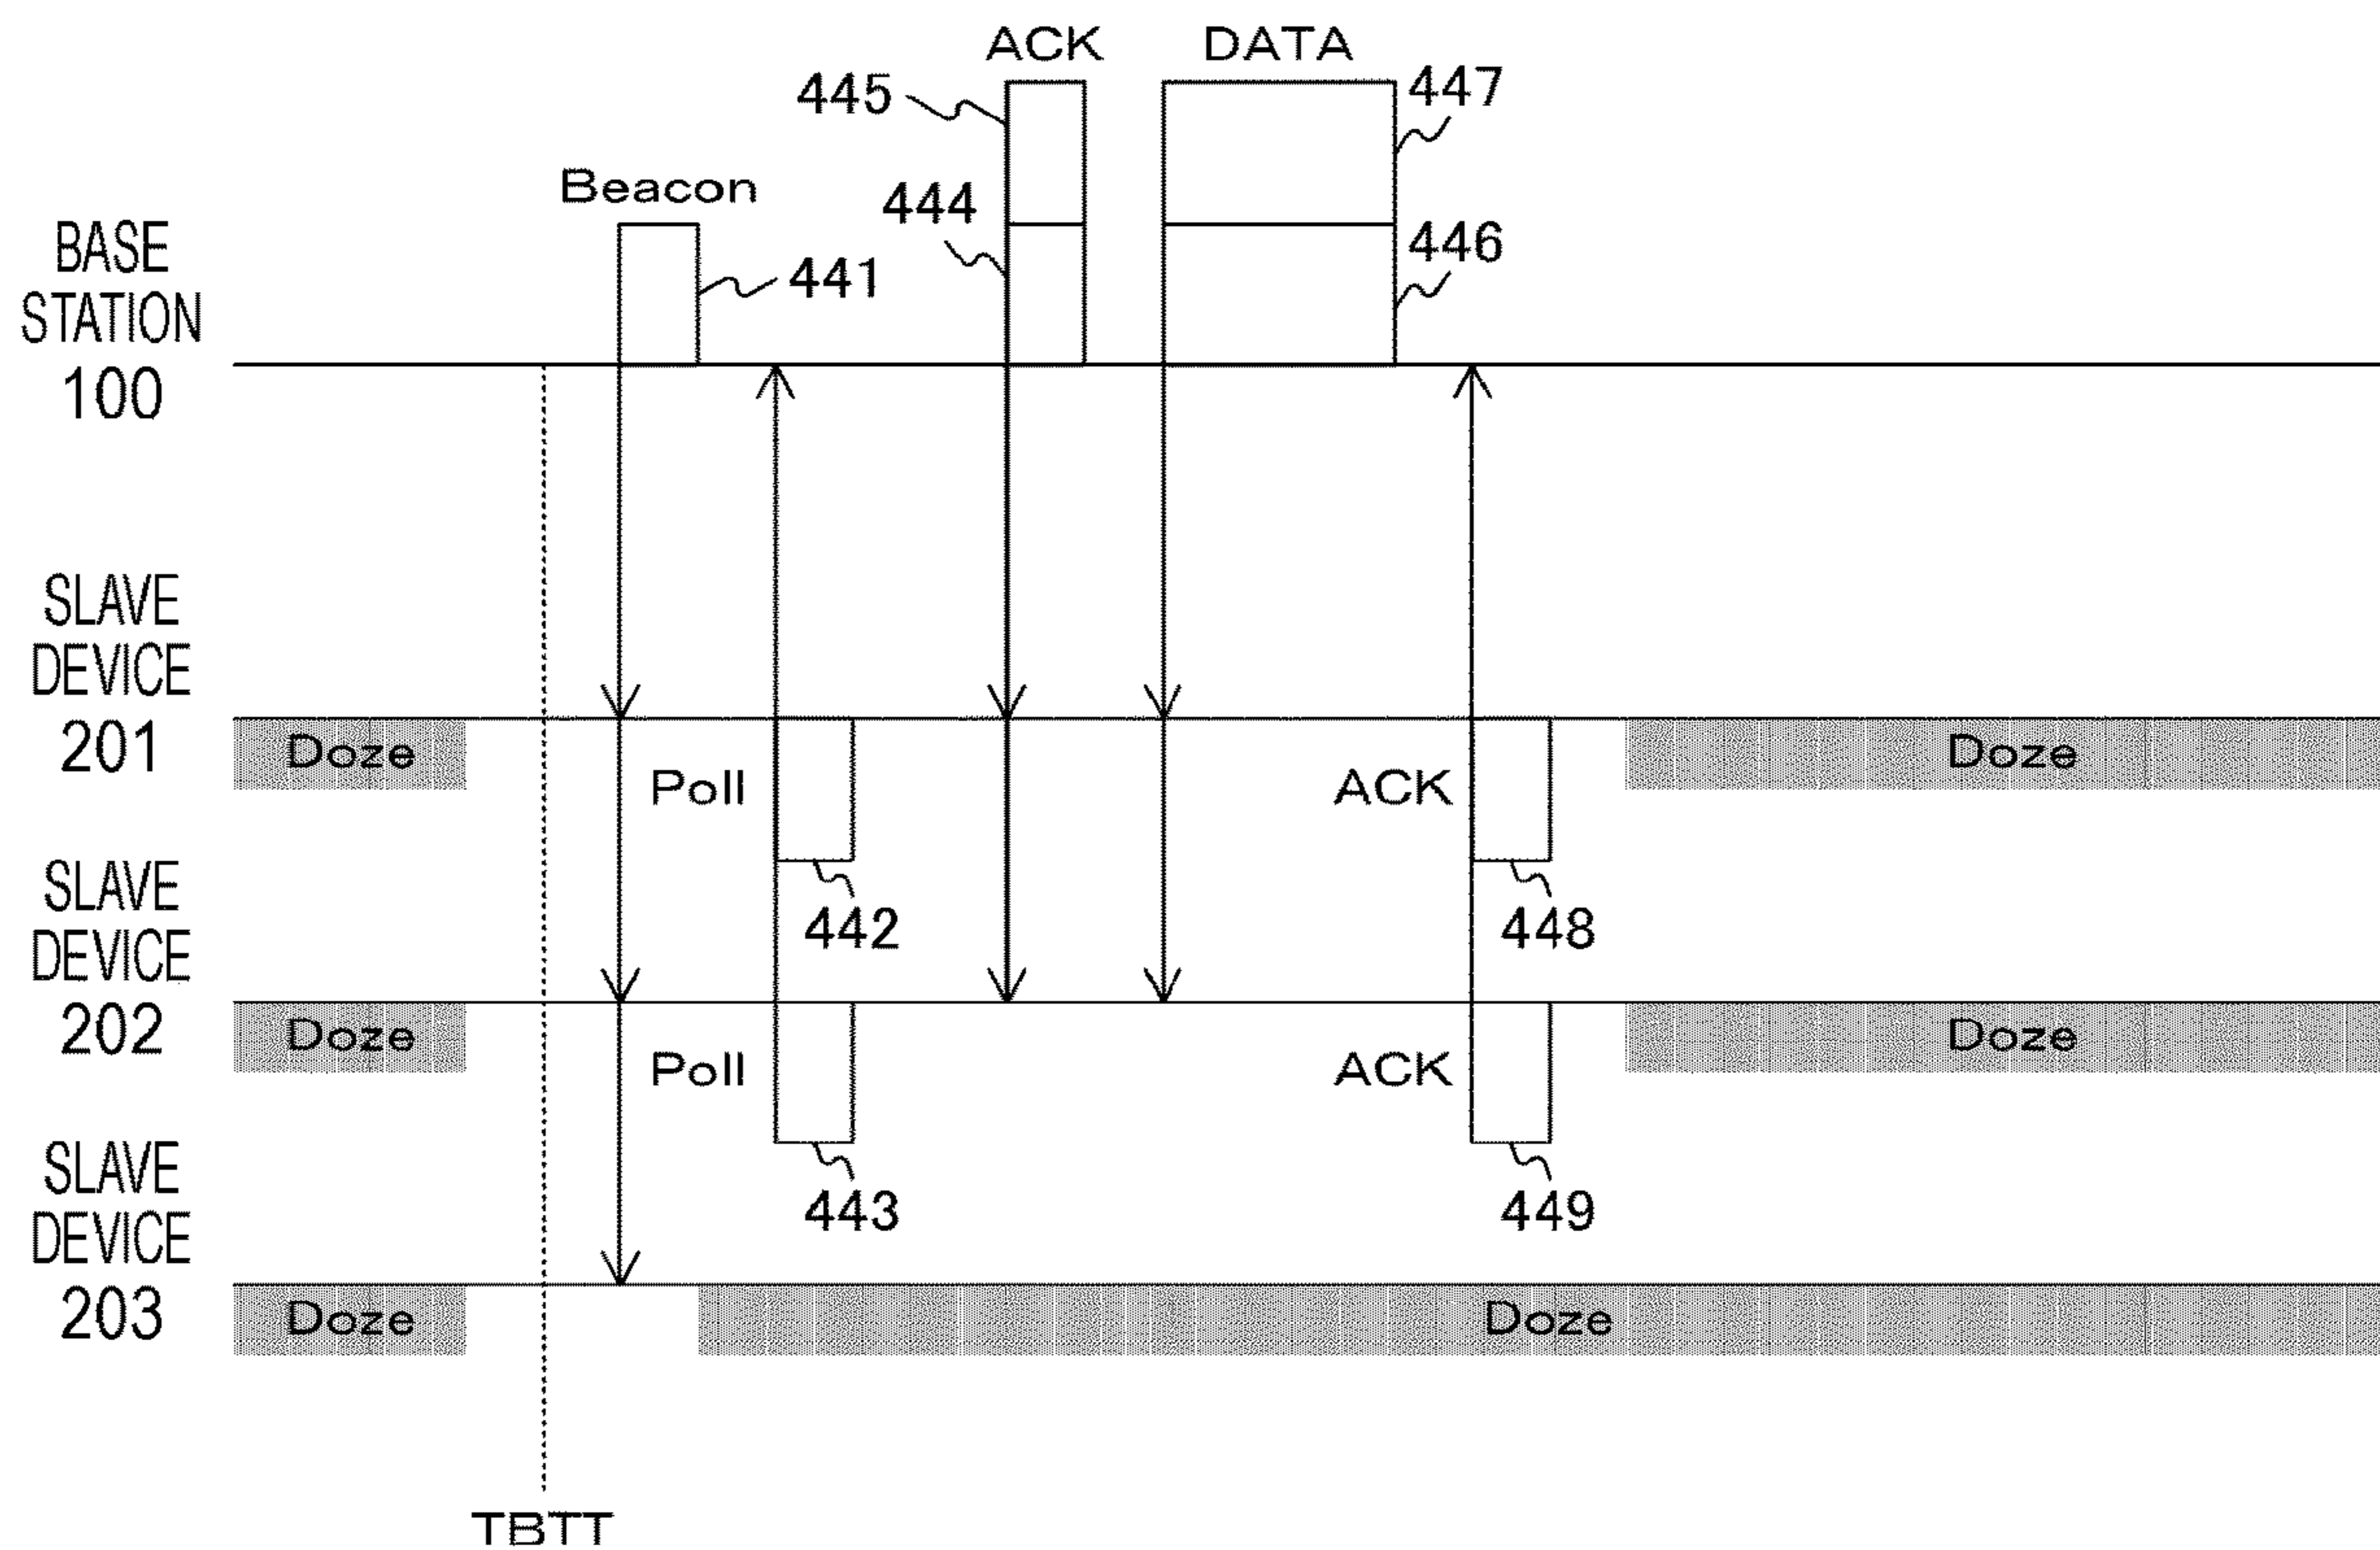 ACK
DATA
445
447
Beacon
444
446
441
BASE
STATION
100
SLAVE
DEVICE
201
Doze
Poll
ACK
Doze
442
448
SLAVE
DEVICE
202
Doze
Poll
ACK
Doze
443
449
SLAVE
DEVICE
203
Doze
Doze
TBTT